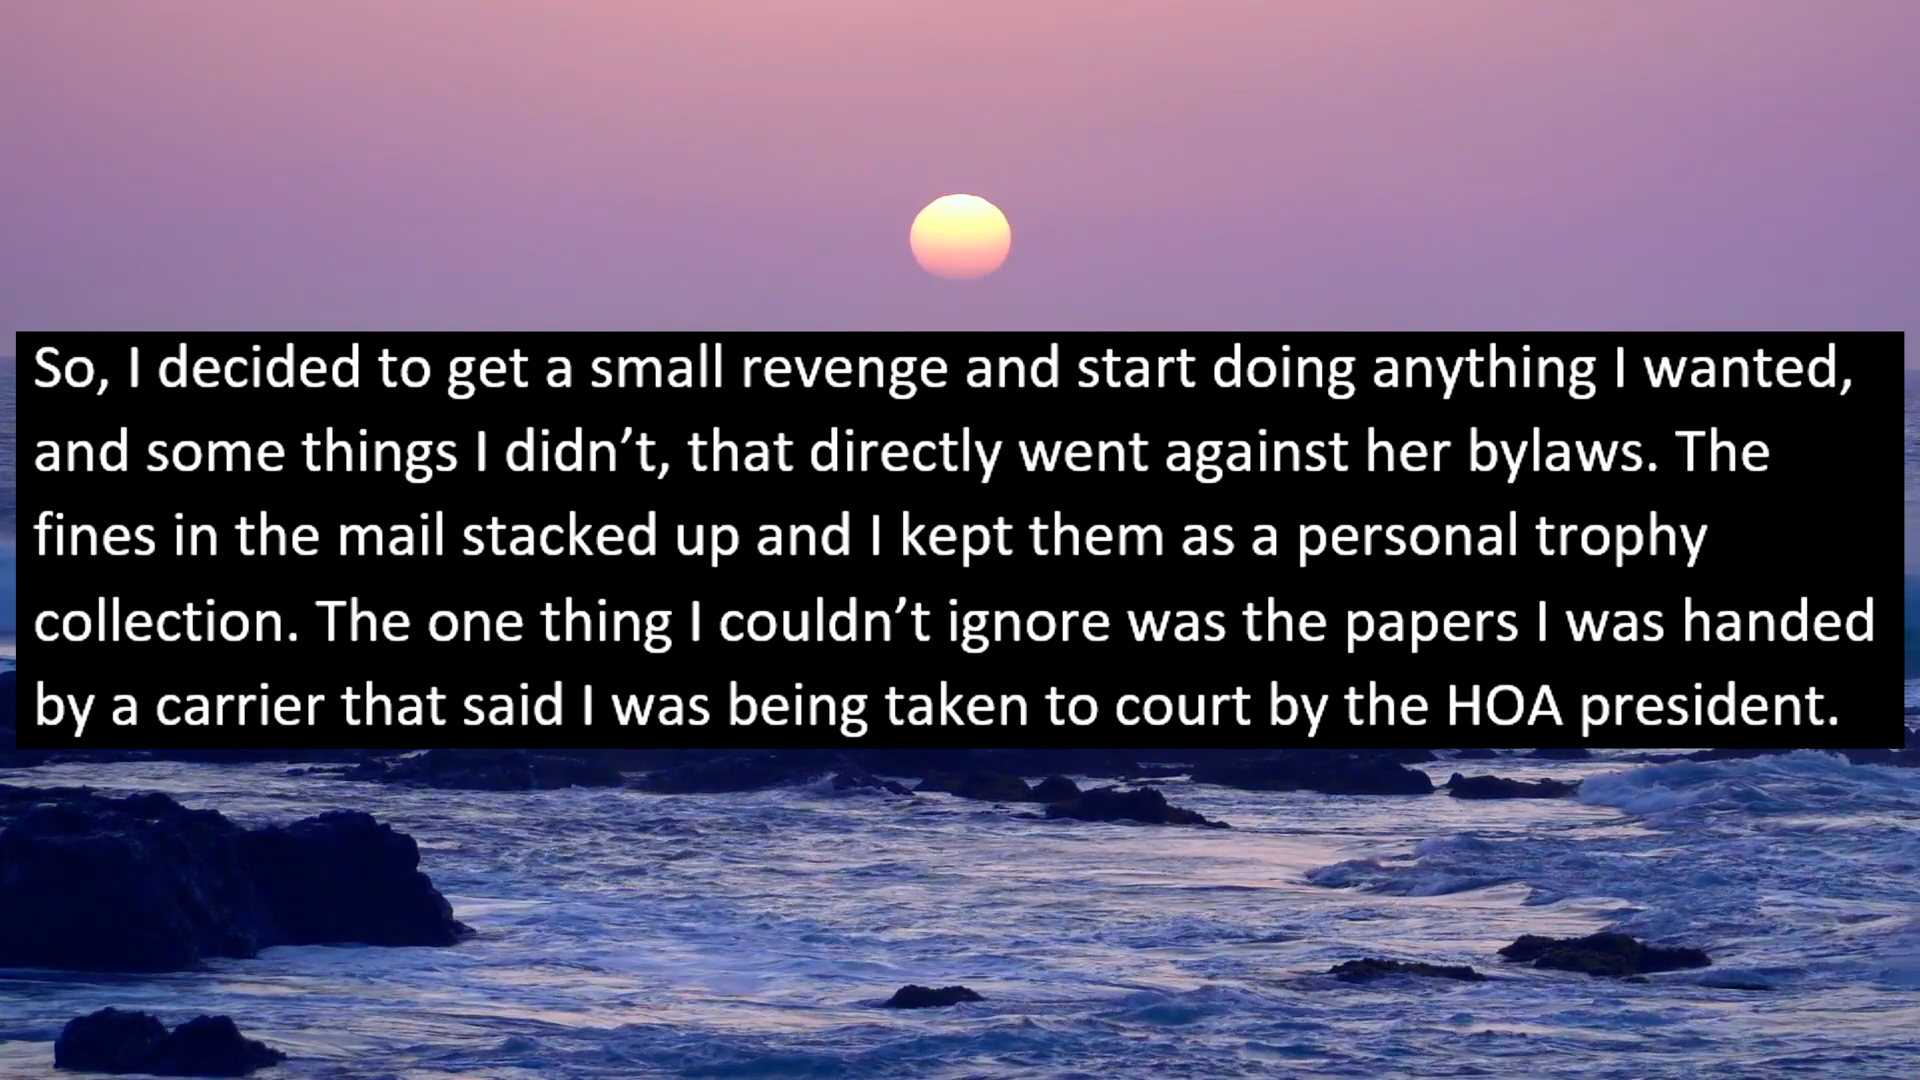 So, I decided to get a small revenge and start doing anything I wanted,
and some things I didn’t, that directly went against her bylaws. The
fines in the mail stacked up and I kept them as a personal trophy
collection. The one thing I couldn’t ignore was the papers I was handed
by a carrier that said I was being taken to court by the HOA president.